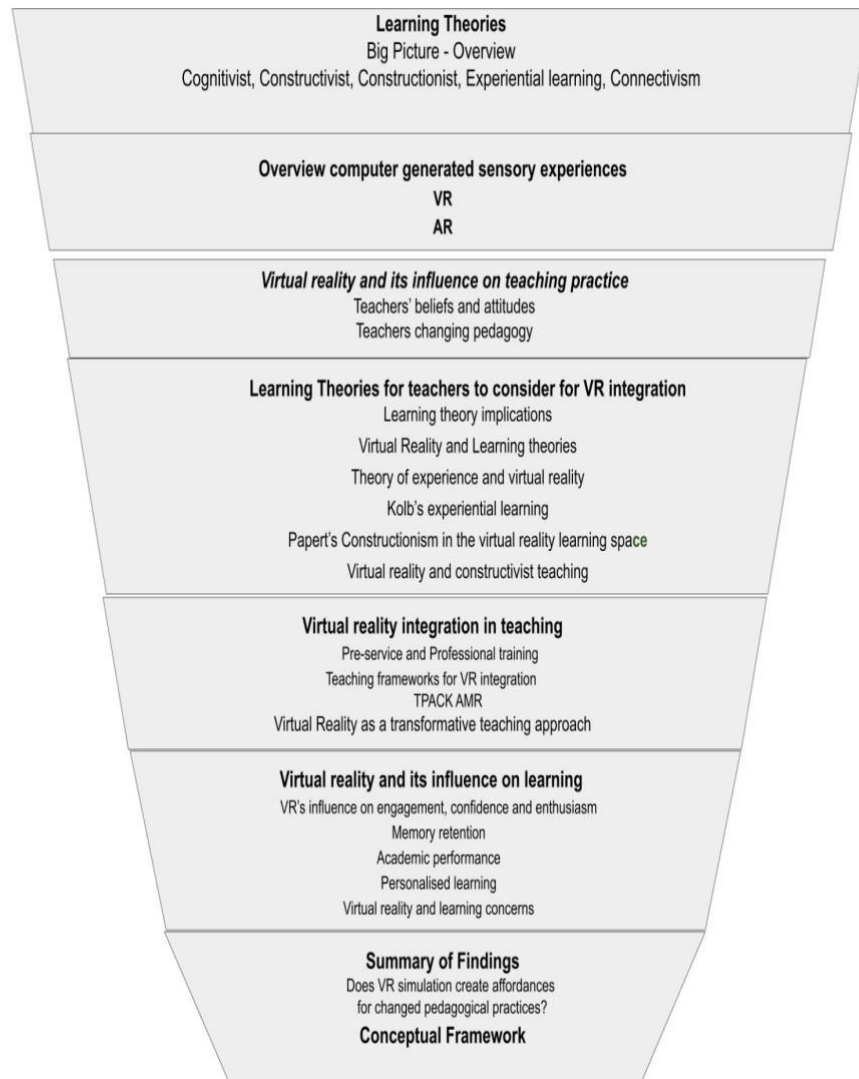 Learning Theories
Big Picture - Overview
Cognitivist, Constructivist, Constructionist, Experiential learning, Connectivism
Overview computer generated sensory experiences
VR
AR
Virtual reality and its influence on teaching practice
Teachers' beliefs and attitudes
Teachers changing pedagogy
Learning Theories for teachers to consider for VR integration
Learning theory implications
Virtual Reality and Learning theories
Theory of experience and virtual reality
Kolb's experiential learning
Papert's Constructionism in the virtual reality learning space
Virtual reality and constructivist teaching
Virtual reality integration in teaching
Pre-service and Professional training
Teaching frameworks for VR integration
TPACK AMR
Virtual Reality as a transformative teaching approach
Virtual reality and its influence on learning
VR's influence on engagement, confidence and enthusiasm
Memory retention
Academic performance
Personalised learning
Virtual reality and learning concerns
Summary of Findings
Does VR simulation create affordances
for changed pedagogical practices?
Conceptual Framework